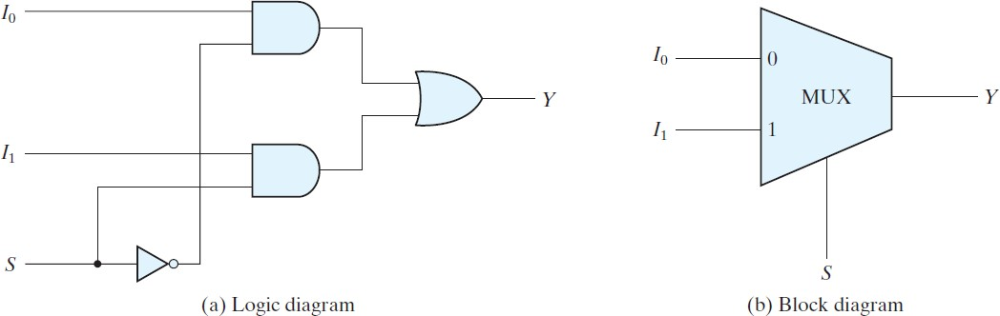 I₀
I₁
S
Y
(a) Logic diagram
I₀
I₁
0
1
MUX
Y
S
(b) Block diagram